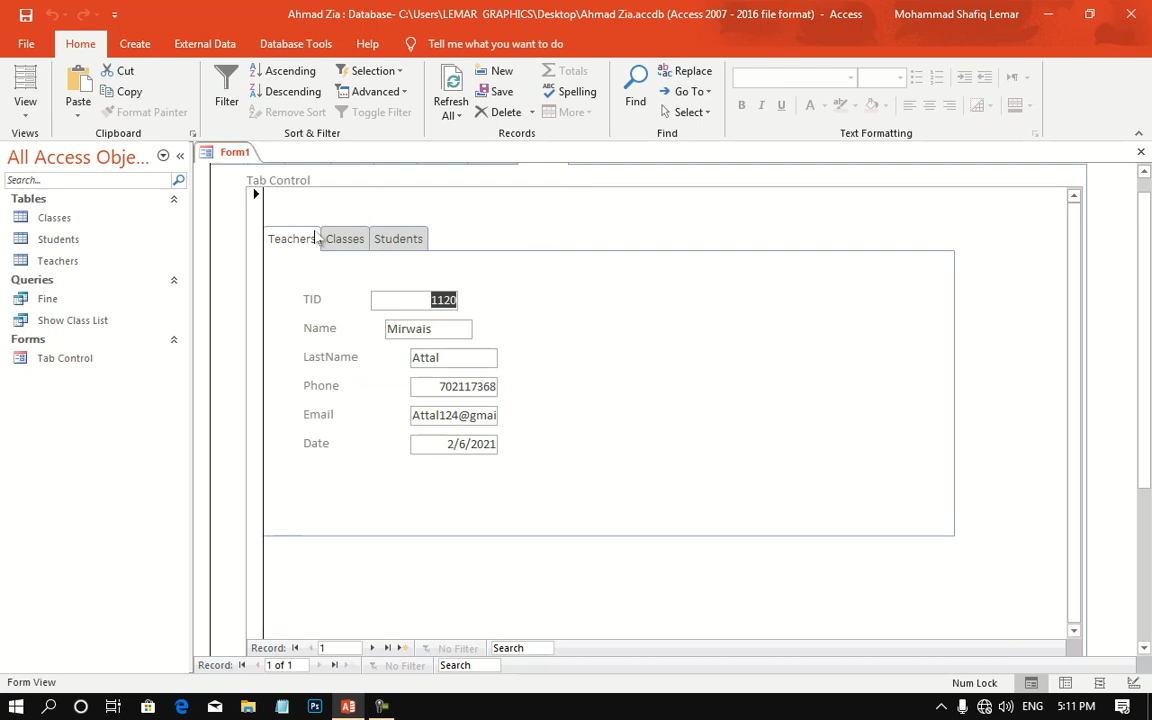 Ahmad Zia : Database- C:\Users\LEMAR GRAPHICS\Desktop\Ahmad Zia.accdb (Access 2007 - 2016 file format) - Access
Mohammad Shafiq Lemar
File Home Create External Data Database Tools Help Tell me what you want to do
View
Views
Paste
Cut
Copy
Format Painter
Clipboard
Filter
Ascending
Descending
Remove Sort
Selection
Advanced
Toggle Filter
Sort & Filter
Refresh
All
New
Save
Delete
Totals
Spelling
More
Records
Find
Replace
Go To
Select
Find
B I U A
Text Formatting
All Access Obje...
Search...
Tables
Classes
Students
Teachers
Queries
Fine
Show Class List
Forms
Tab Control
Form1
Tab Control
Teachers Classes Students
TID 1120
Name Mirwais
LastName Attal
Phone 702117368
Email Attal124@gmai
Date 2/6/2021
Record: 1 No Filter Search
Record: 1 of 1 No Filter Search
Form View
Num Lock
ENG 5:11 PM